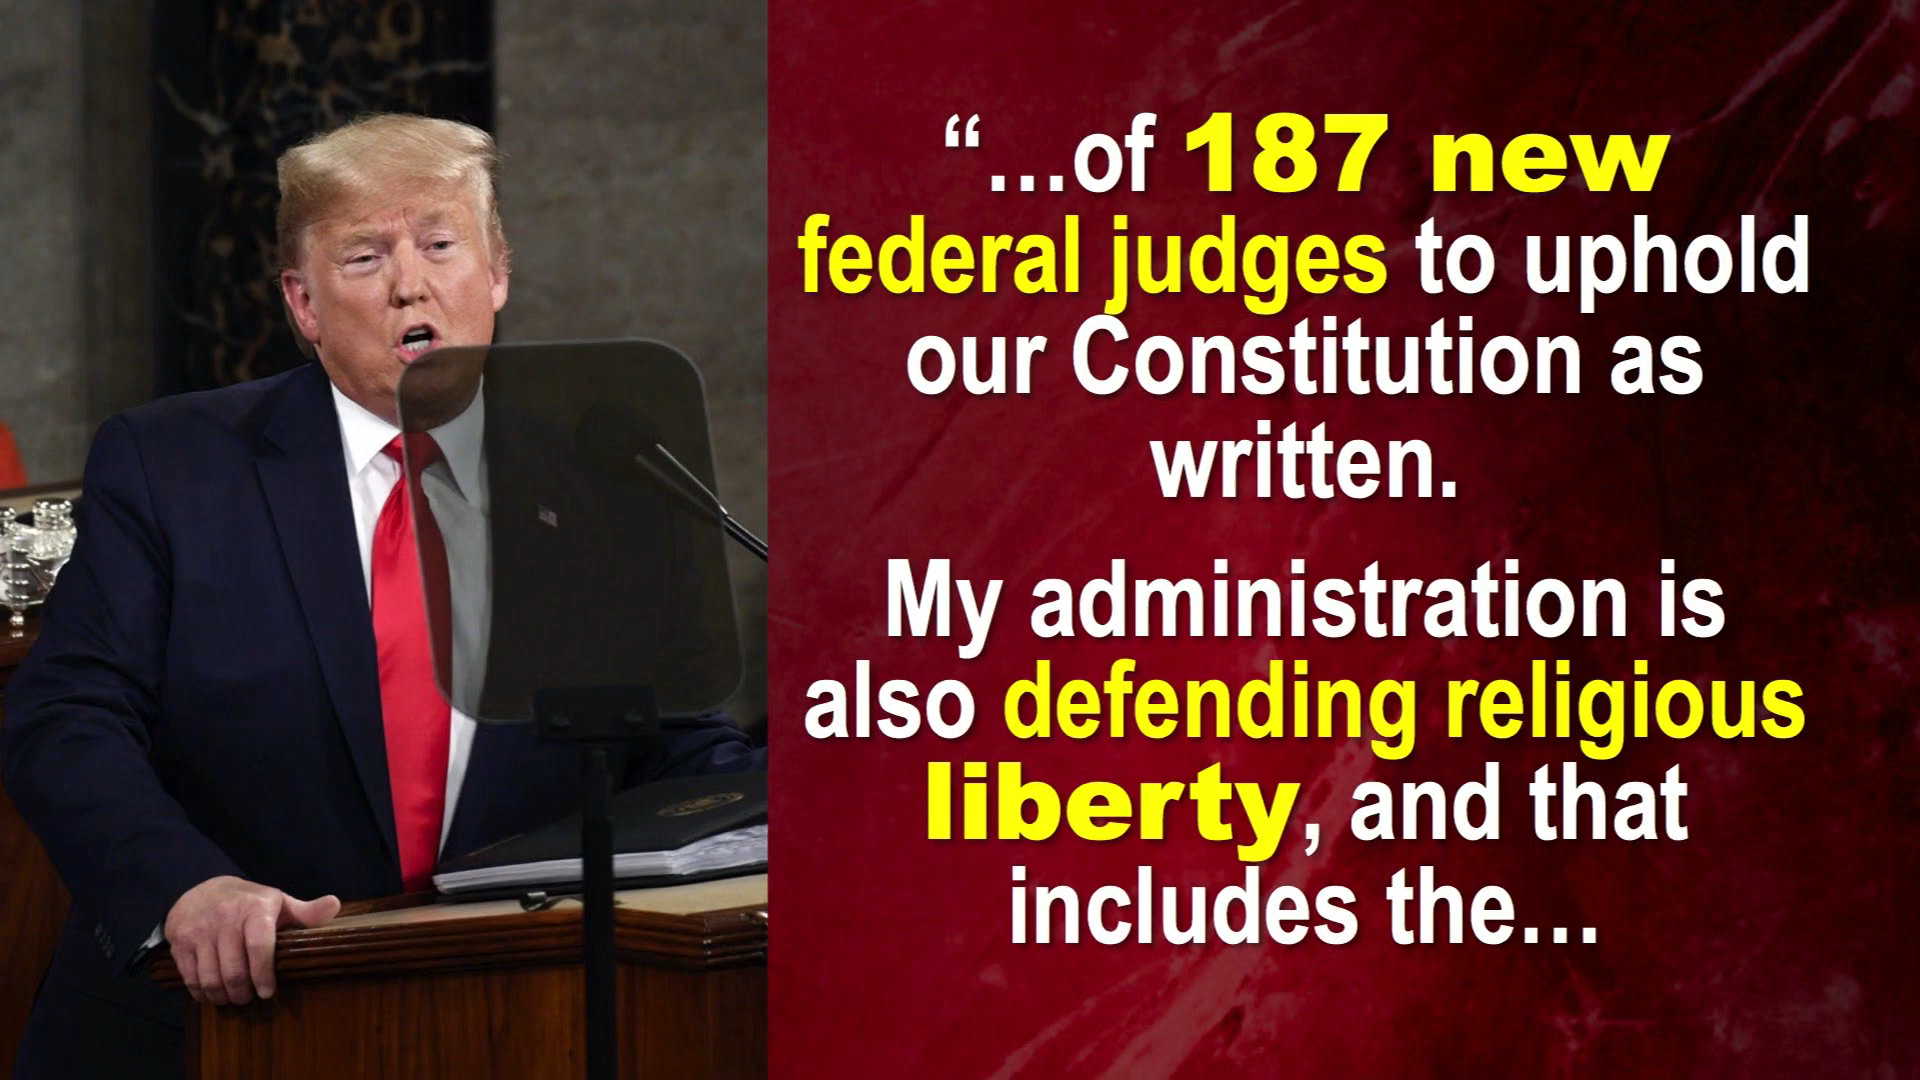 “…of 187 new
federal judges to uphold
our Constitution as
written.
My administration is
also defending religious
liberty, and that
includes the…